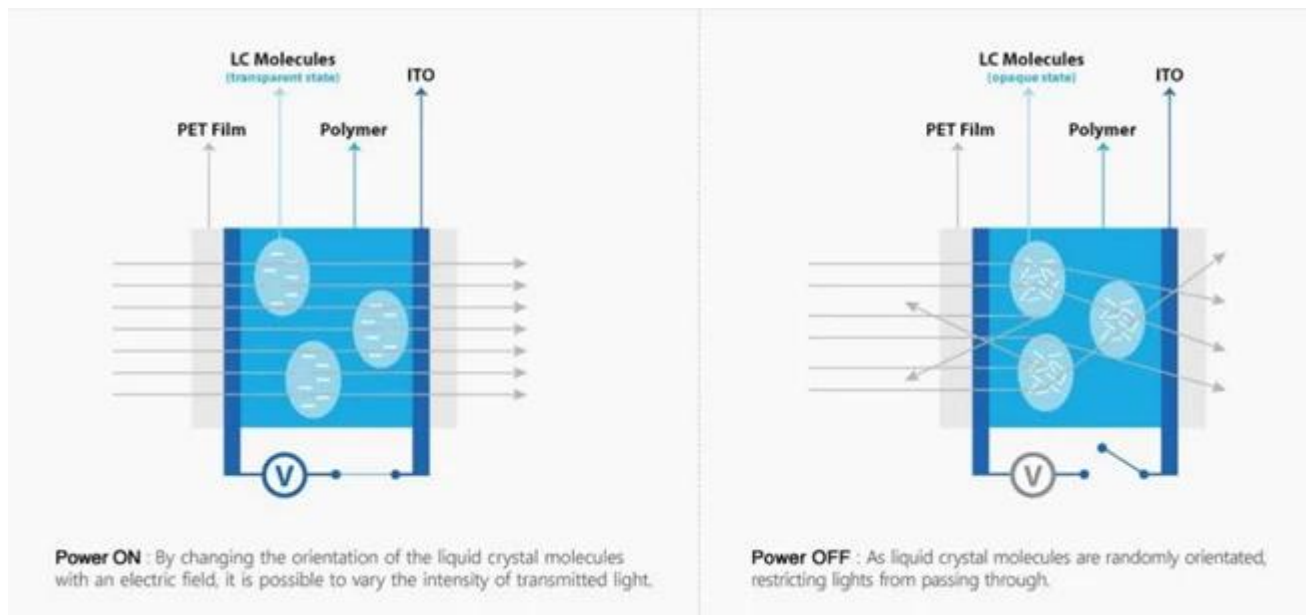 LC Molecules
(transparent state)
ITO
PET Film
Polymer
V
Power ON : By changing the orientation of the liquid crystal molecules
with an electric field, it is possible to vary the intensity of transmitted light.
LC Molecules
(opaque state)
ITO
PET Film
Polymer
V
Power OFF : As liquid crystal molecules are randomly orientated,
restricting lights from passing through.